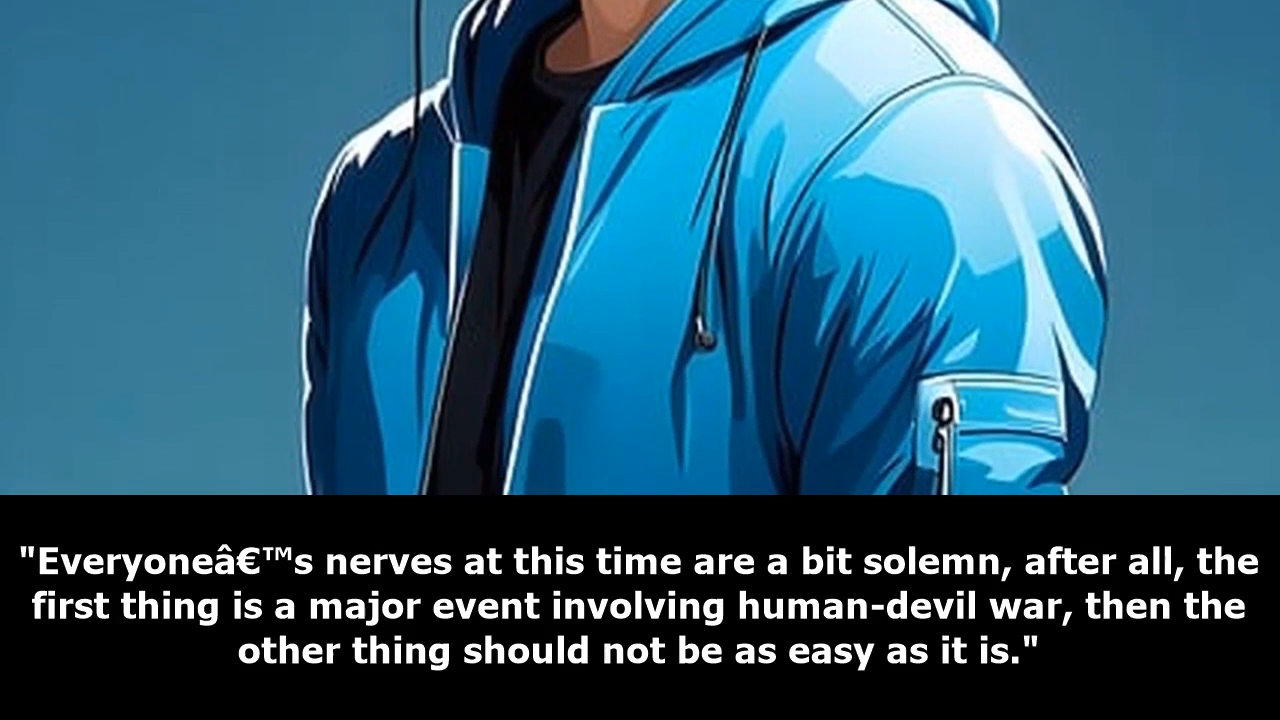 "Everyoneâ€™s nerves at this time are a bit solemn, after all, the
first thing is a major event involving human-devil war, then the
other thing should not be as easy as it is."